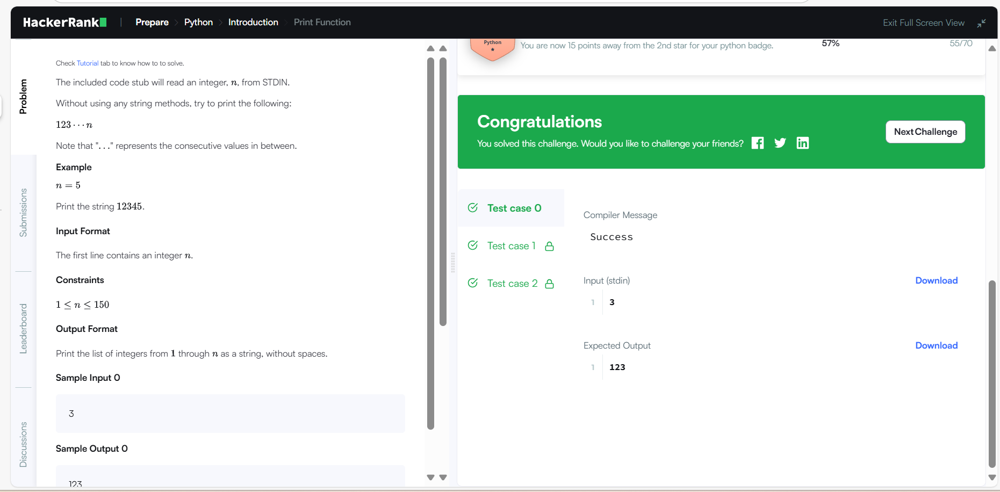 HackerRank | Prepare > Python > Introduction > Print Function
Exit Full Screen View
Problem
Submissions
Leaderboard
Discussions
Check Tutorial tab to know how to to solve.
The included code stub will read an integer, n, from STDIN.
Without using any string methods, try to print the following:
123⋯n
Note that "..." represents the consecutive values in between.
Example
n = 5
Print the string 12345.
Input Format
The first line contains an integer n.
Constraints
1 ≤ n ≤ 150
Output Format
Print the list of integers from 1 through n as a string, without spaces.
Sample Input 0
3
Sample Output 0
123
Python
You are now 15 points away from the 2nd star for your python badge.
57%
55/70
Congratulations
You solved this challenge. Would you like to challenge your friends?
Next Challenge
Test case 0
Test case 1
Test case 2
Compiler Message
Success
Input (stdin)
Download
1 3
Expected Output
Download
1 123